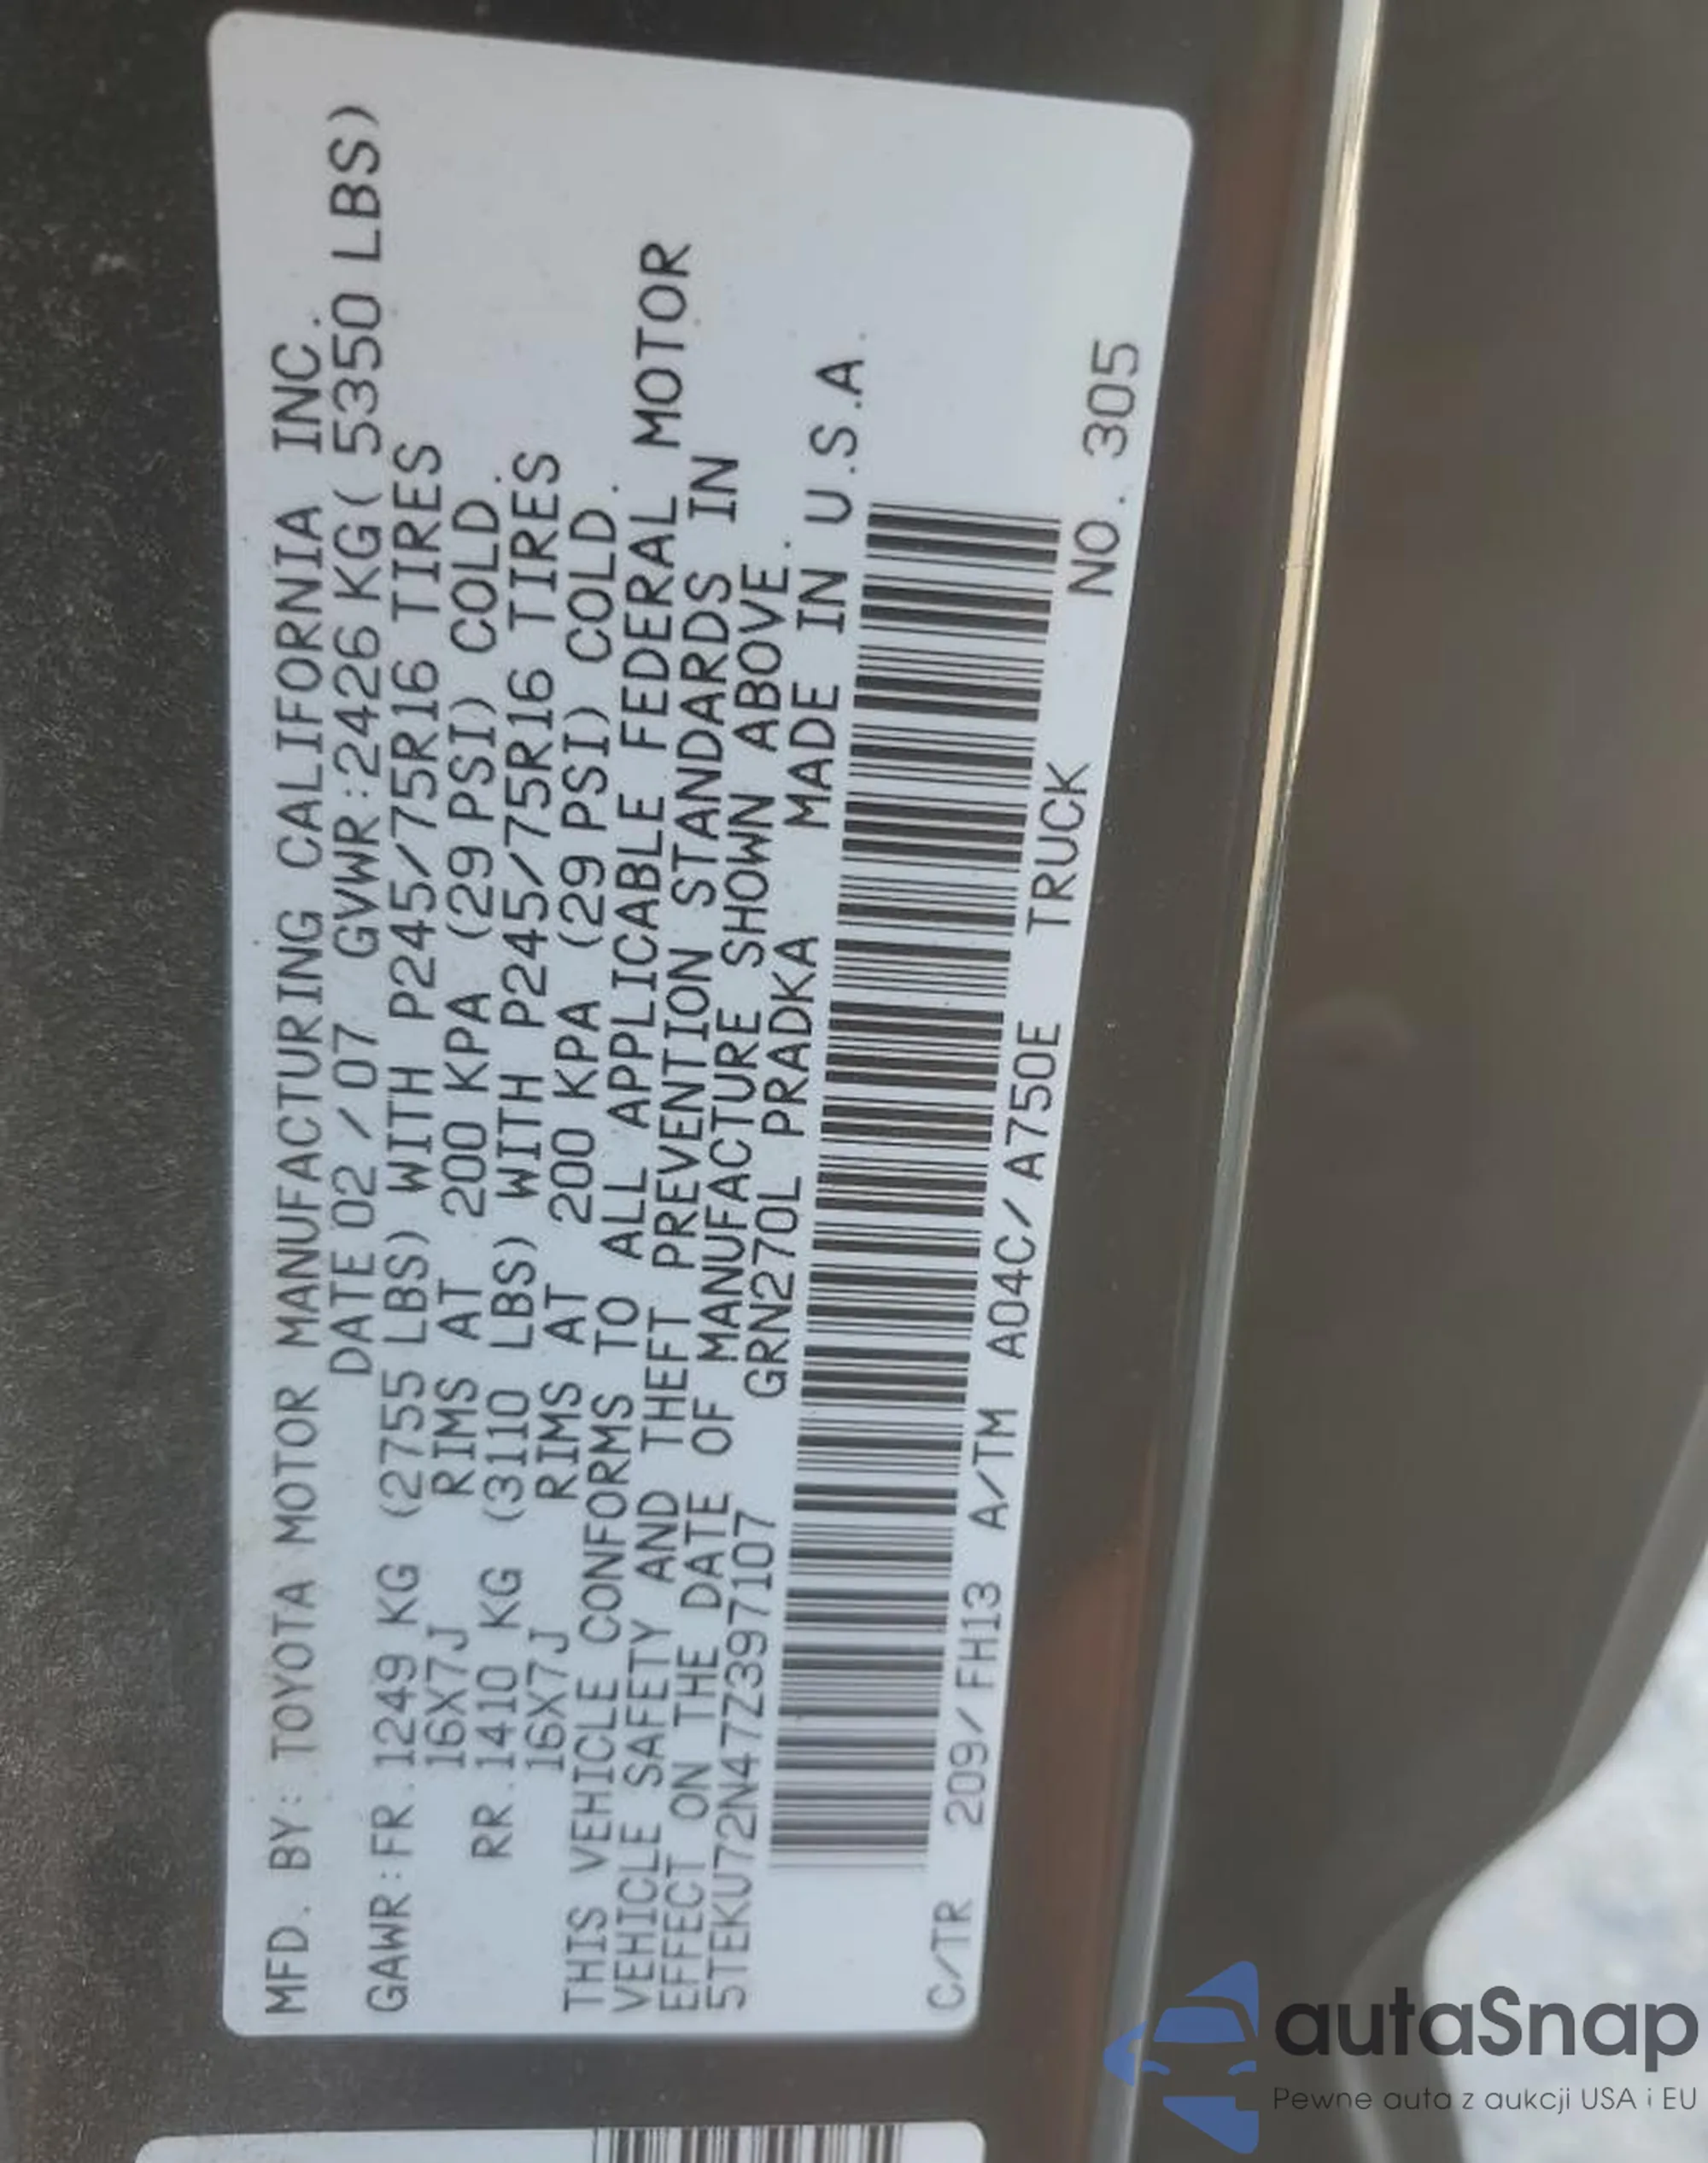 MFD. BY: TOYOTA MOTOR MANUFACTURING CALIFORNIA INC.
DATE 02 / 07 GVWR:2426 KG( 5350 LBS)
GAWR:FR.1249 KG (2755 LBS) WITH P245/75R16 TIRES
16X7J RIMS AT 200 KPA (29 PSI) COLD.
RR.1410 KG (3110 LBS) WITH P245/75R16 TIRES
16X7J RIMS AT 200 KPA (29 PSI) COLD.
THIS VEHICLE CONFORMS TO ALL APPLICABLE FEDERAL MOTOR
VEHICLE SAFETY AND THEFT PREVENTION STANDARDS IN
EFFECT ON THE DATE OF MANUFACTURE SHOWN ABOVE.
5TEKU72N47Z397107 GRN270L PRADKA MADE IN U.S.A.
C/TR 209/FH13 A/TM A04C/A750E TRUCK NO. 305
autaSnap
Pewne auta z aukcji USA i EU